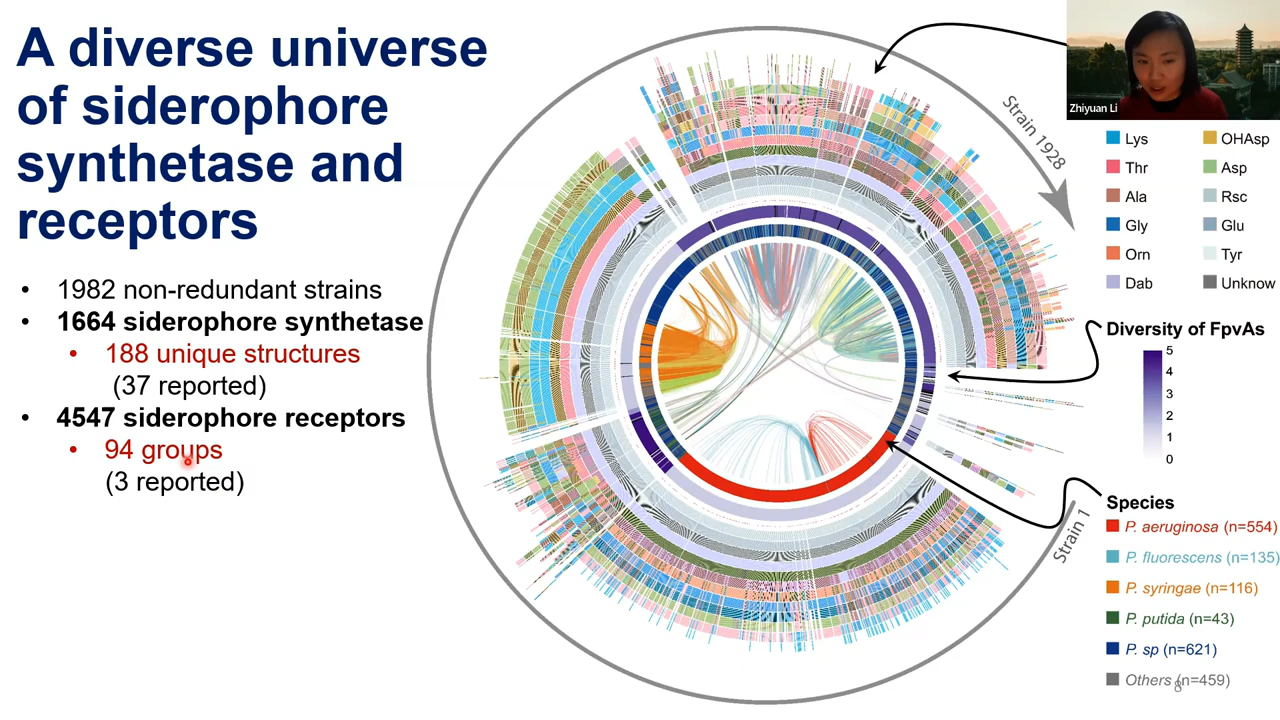 A diverse universe
of siderophore
synthetase and
receptors
• 1982 non-redundant strains
• 1664 siderophore synthetase
• 188 unique structures
(37 reported)
• 4547 siderophore receptors
• 94 groups
(3 reported)
Strain 1928
Strain 1
Zhiyuan Li
Lys
OHAsp
Thr
Asp
Ala
Rsc
Gly
Glu
Orn
Tyr
Dab
Unknow
Diversity of FpvAs
5
4
3
2
1
0
Species
P. aeruginosa (n=554)
P. fluorescens (n=135)
P. syringae (n=116)
P. putida (n=43)
P. sp (n=621)
Others (n=459)
8